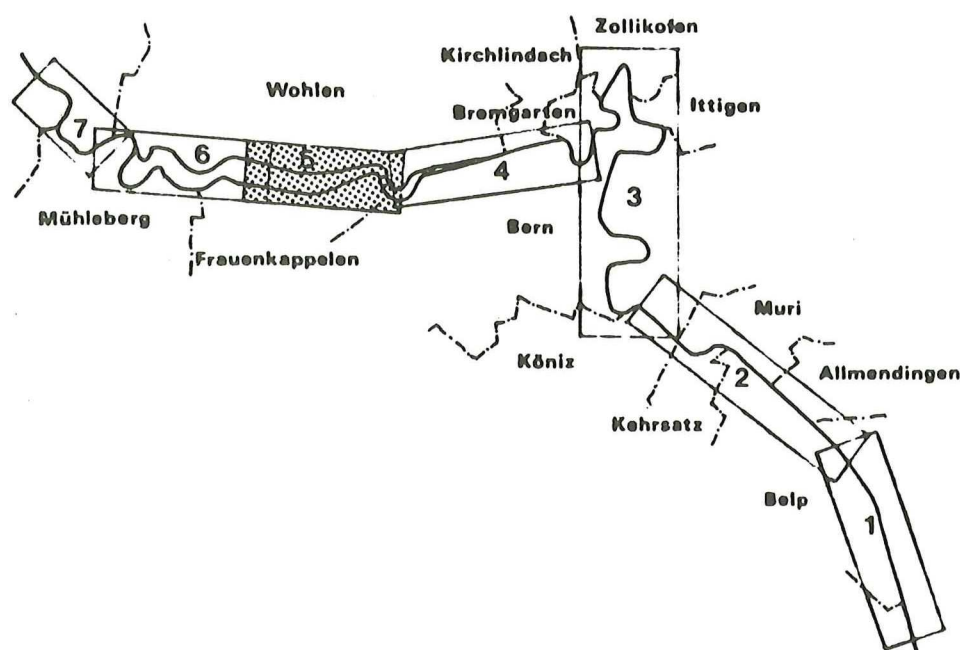 Zollikofen
Kirchlindach
Wohlen
Ittigen
Bremgarten
7
6
5
4
3
Mühleberg
Bern
Frauenkappelen
Muri
Köniz
2
Allmendingen
Kehrsatz
Belp
1